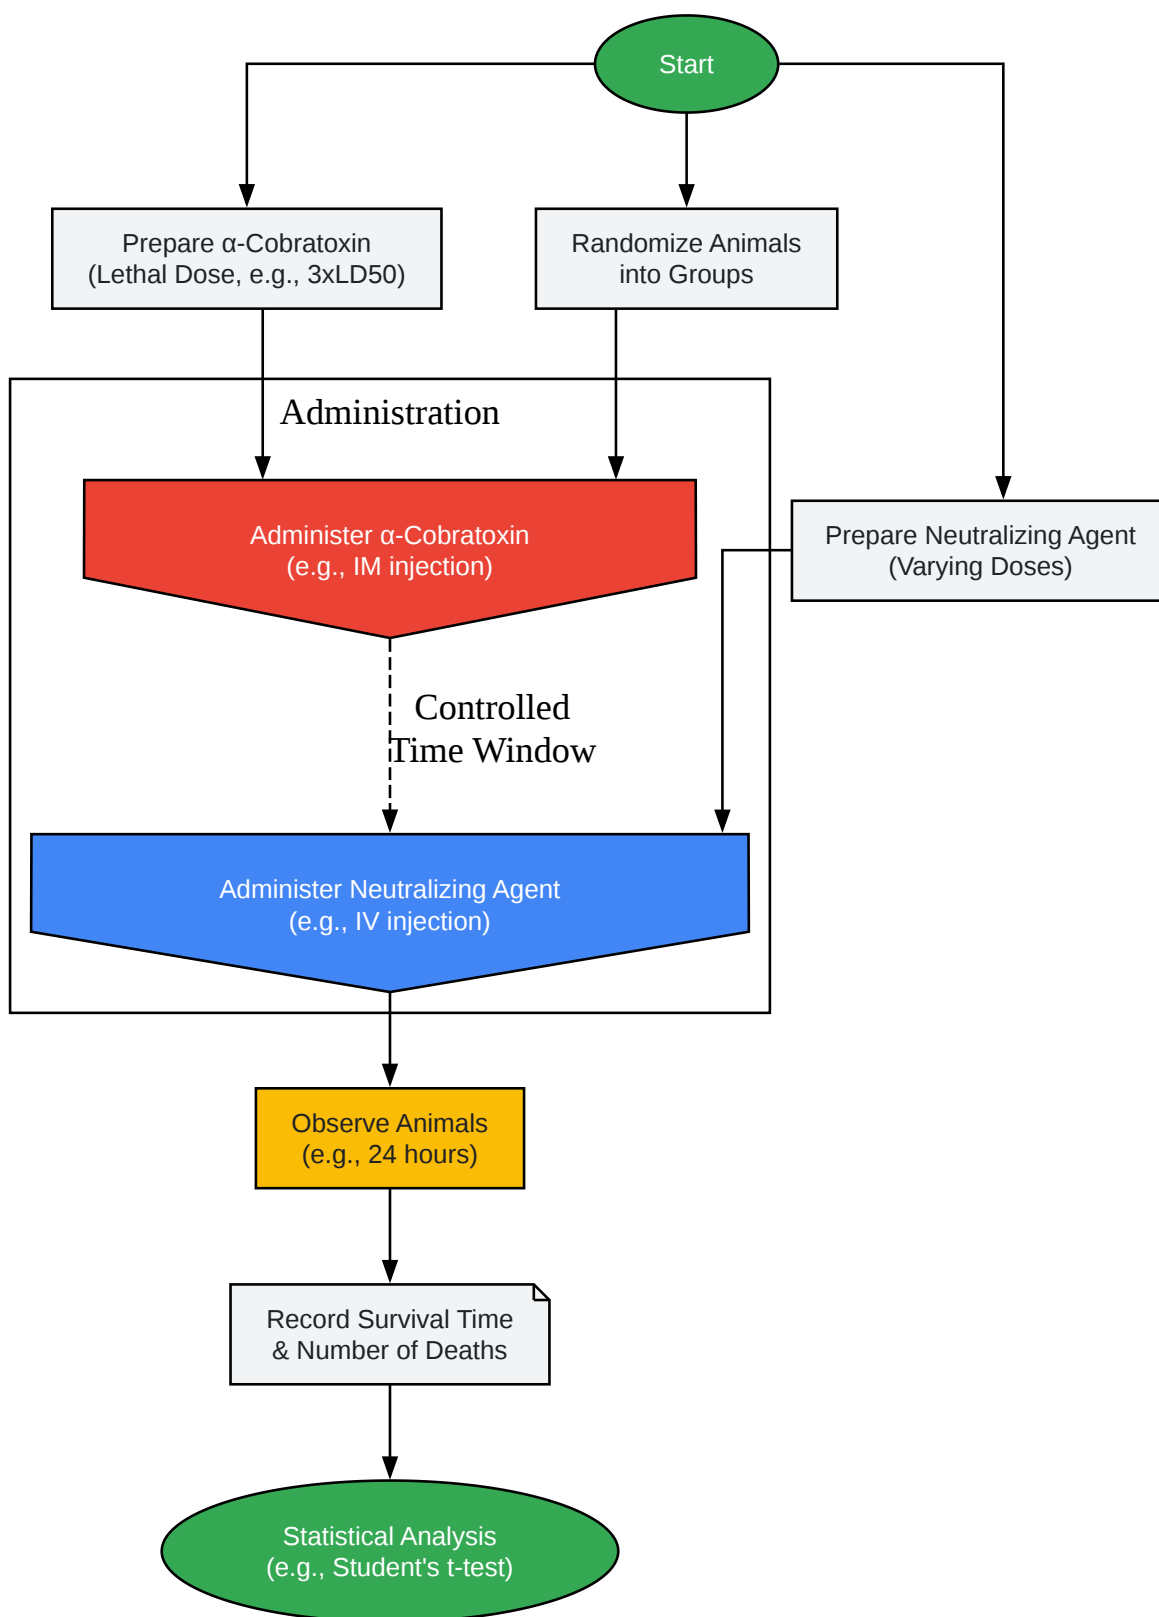 Start
Prepare α-Cobratoxin
(Lethal Dose, e.g., 3xLD50)
Randomize Animals
into Groups
Administration
Administer α-Cobratoxin
(e.g., IM injection)
Prepare Neutralizing Agent
(Varying Doses)
Controlled
Time Window
Administer Neutralizing Agent
(e.g., IV injection)
Observe Animals
(e.g., 24 hours)
Record Survival Time
& Number of Deaths
Statistical Analysis
(e.g., Student's t-test)